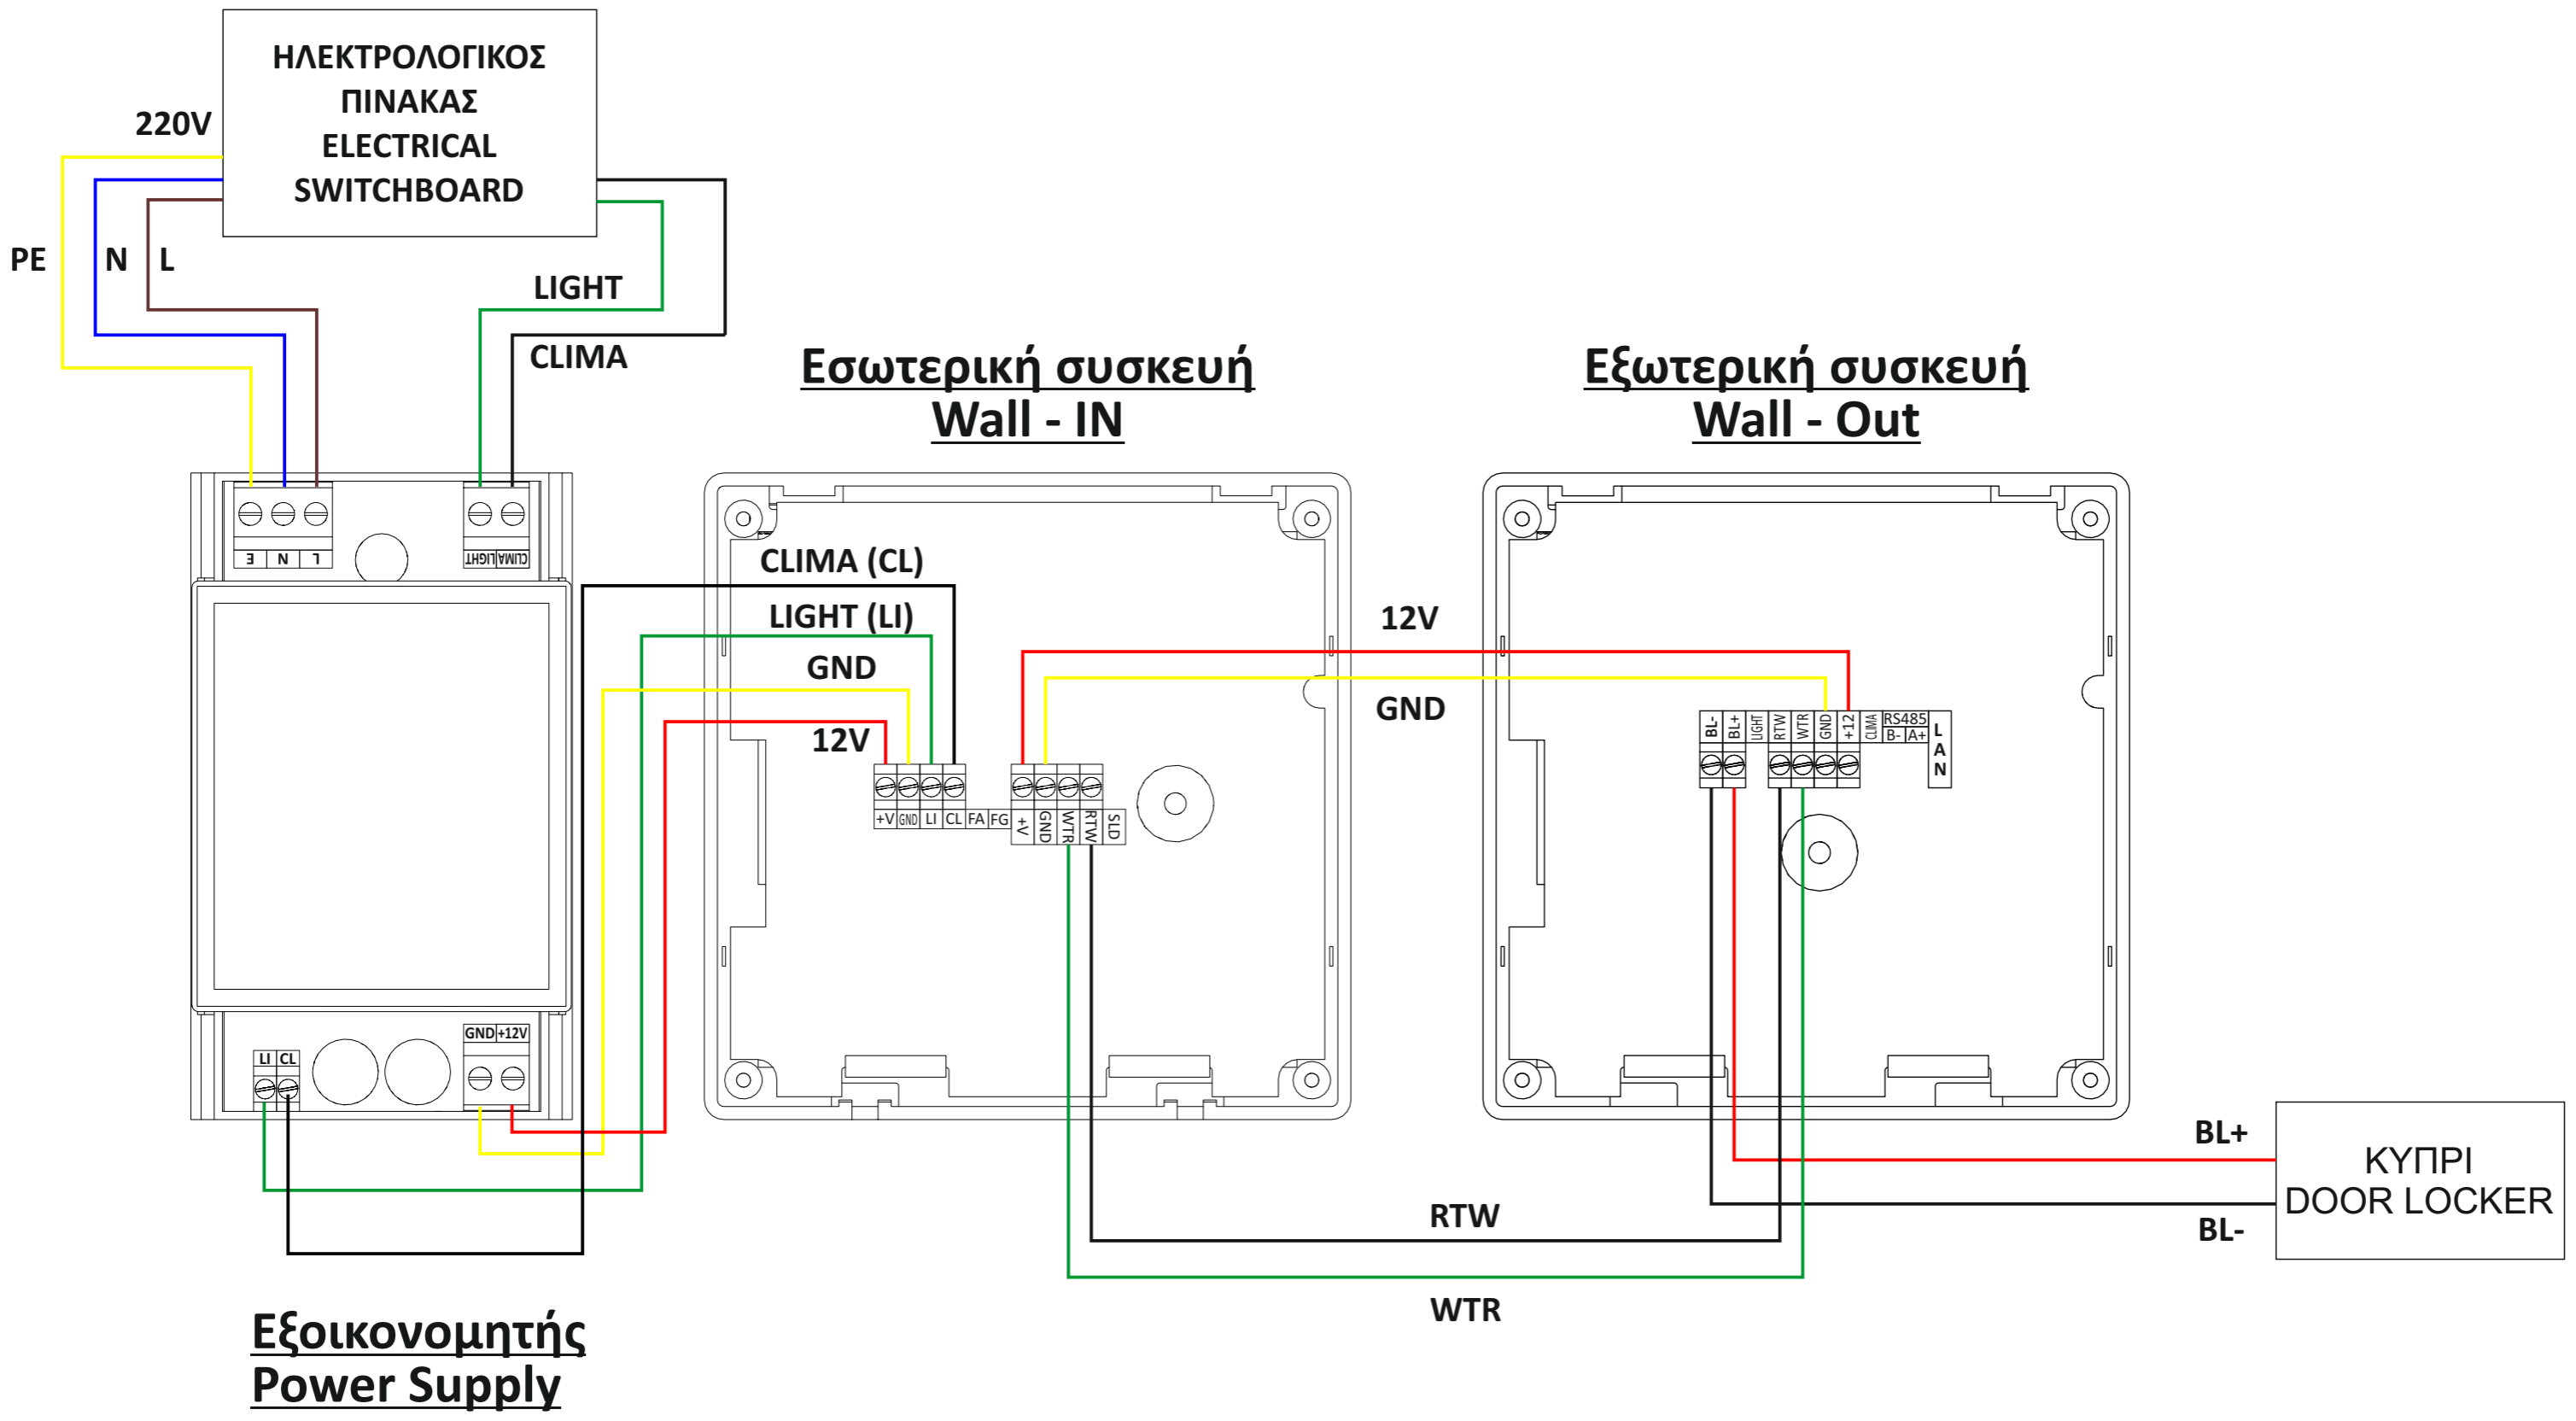 ΗΛΕΚΤΡΟΛΟΓΙΚΟΣ
ΠΙΝΑΚΑΣ
ELECTRICAL
SWITCHBOARD
220V
PE
N
L
LIGHT
CLIMA
Εσωτερική συσκευή
Wall - IN
Εξωτερική συσκευή
Wall - Out
E N L
LIGHT CLIMA
CLIMA (CL)
LIGHT (LI)
GND
12V
12V
GND
+V GND LI CL FA FG
+V GND WTR RTW SLD
BL- BL+ LIGHT RTW WTR GND +12 CLIMA
RS485
B- A+
LAN
LI CL
GND +12V
BL+
BL-
ΚΥΠΡΙ
DOOR LOCKER
RTW
WTR
Εξοικονομητής
Power Supply